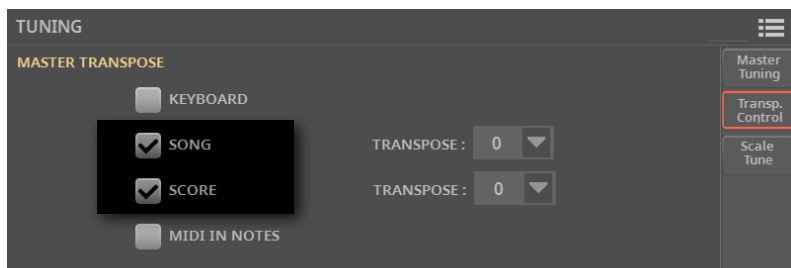 TUNING
MASTER TRANSPOSE
KEYBOARD
SONG TRANSPOSE : 0
SCORE TRANSPOSE : 0
MIDI IN NOTES
Master
Tuning
Transp.
Control
Scale
Tune